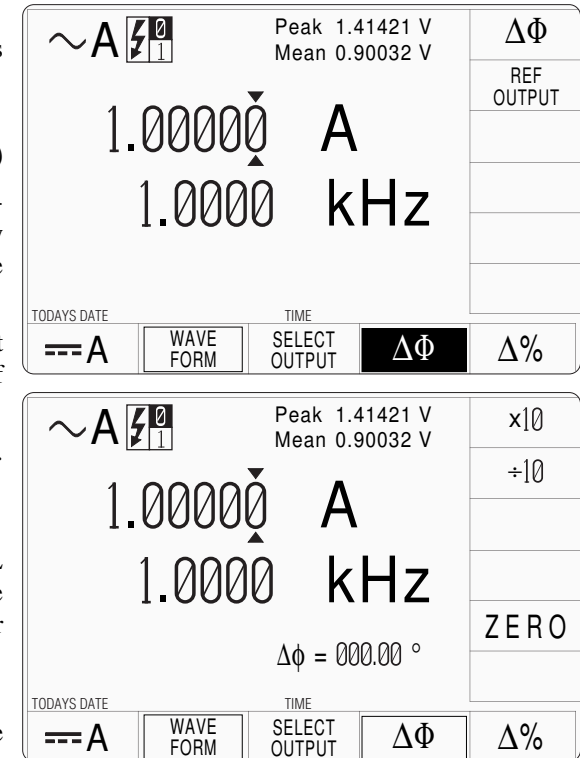 s
)
-
y
e
t
f
.
L
e
r
e
∼A 0 1 Peak 1.41421 V
Mean 0.90032 V
ΔΦ
REF
OUTPUT
1.00000 A
1.0000 kHz
TODAYS DATE TIME
A WAVE FORM SELECT OUTPUT ΔΦ Δ%
∼A 0 1 Peak 1.41421 V
Mean 0.90032 V
x10
÷10
1.00000 A
1.0000 kHz
ZERO
Δϕ = 000.00 °
TODAYS DATE TIME
A WAVE FORM SELECT OUTPUT ΔΦ Δ%